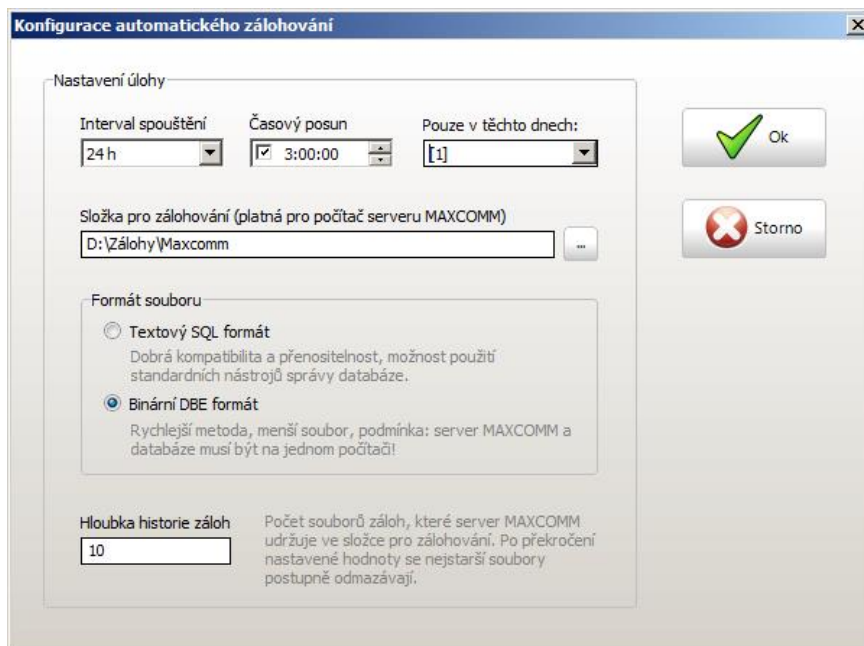 Konfigurace automatického zálohování
Nastavení úlohy
Interval spouštění
Časový posun
Pouze v těchto dnech:
24 h
3:00:00
[1]
Ok
Složka pro zálohování (platná pro počítač serveru MAXCOMM)
D:\Zálohy\Maxcomm
...
Storno
Formát souboru
Textový SQL formát
Dobrá kompatibilita a přenositelnost, možnost použití
standardních nástrojů správy databáze.
Binární DBE formát
Rychlejší metoda, menší soubor, podmínka: server MAXCOMM a
databáze musí být na jednom počítači!
Hloubka historie záloh
10
Počet souborů záloh, které server MAXCOMM
udržuje ve složce pro zálohování. Po překročení
nastavené hodnoty se nejstarší soubory
postupně odmazávají.